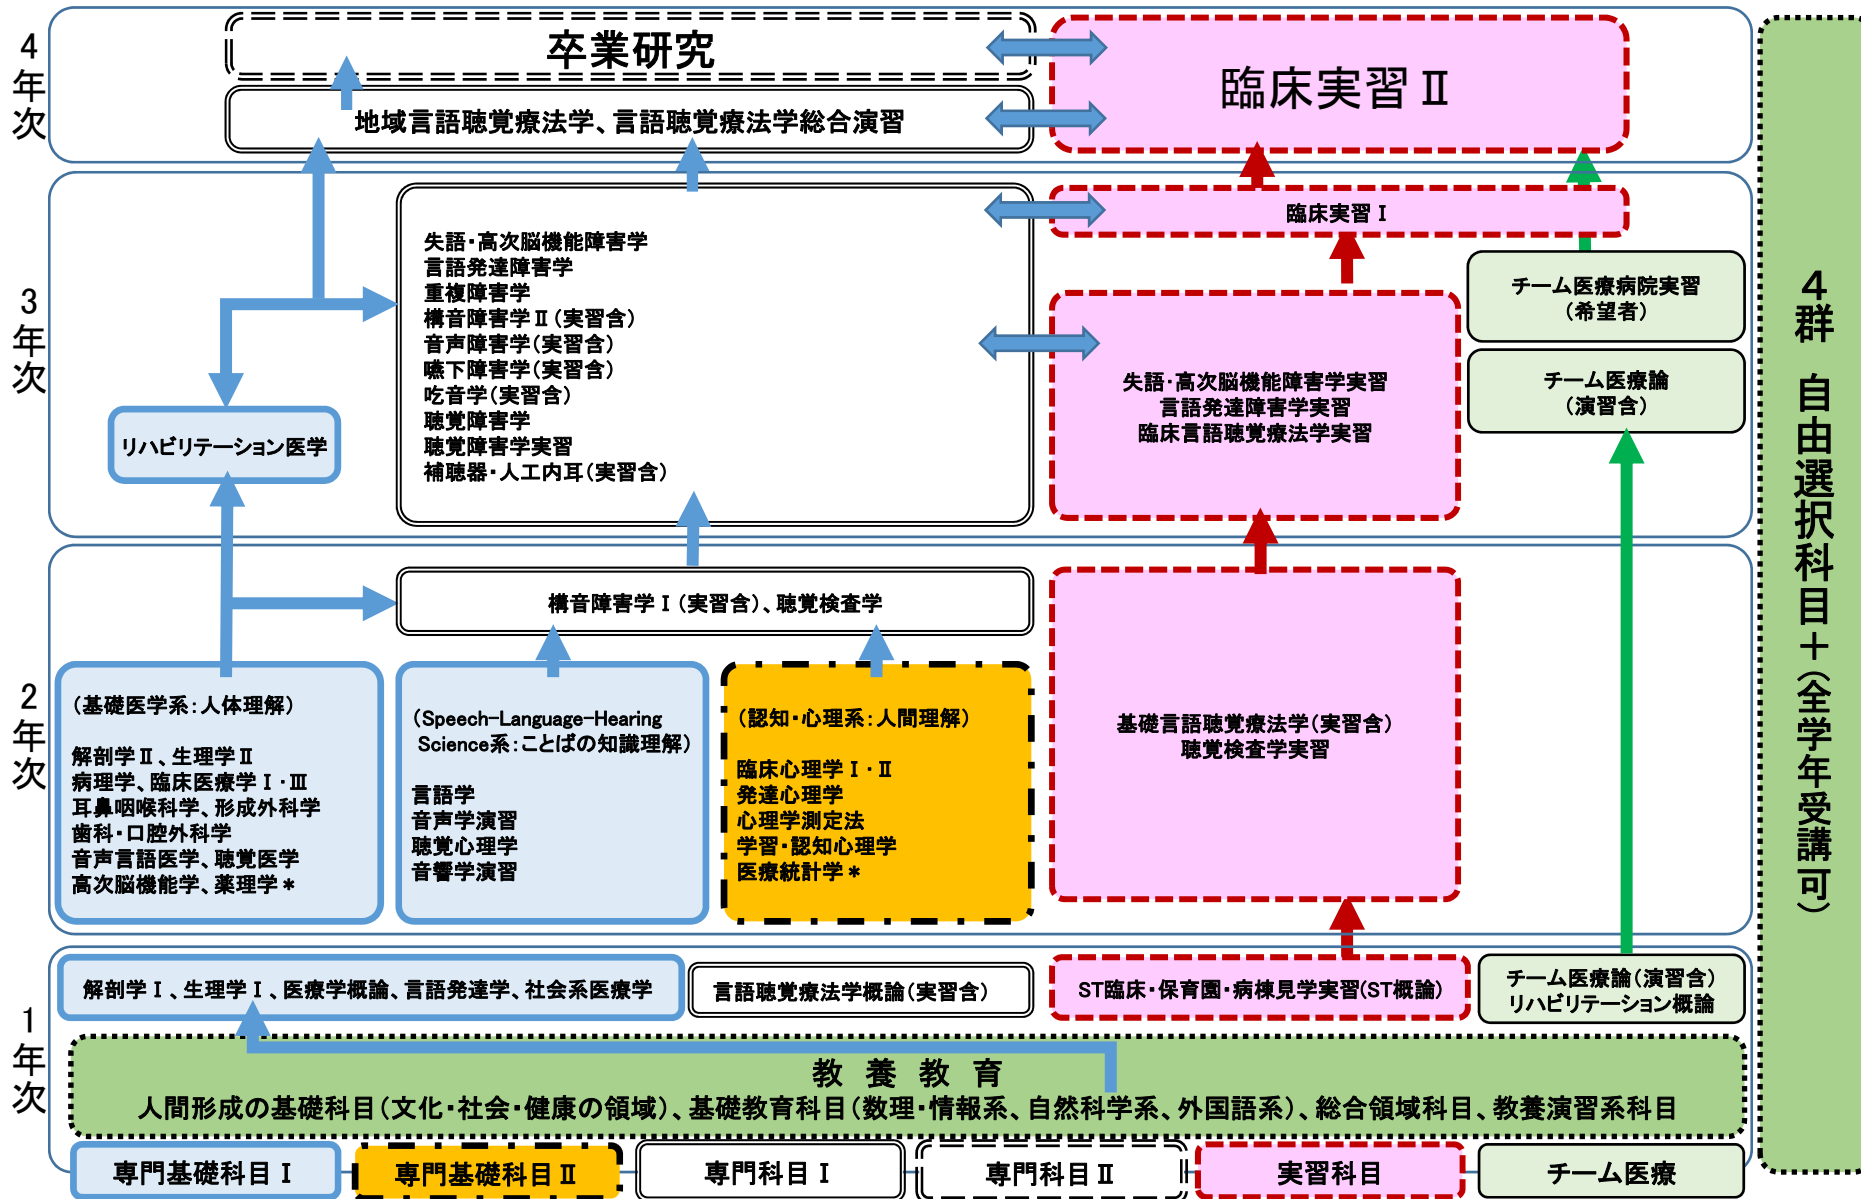 4年次
卒業研究
臨床実習Ⅱ
地域言語聴覚療法学、言語聴覚療法学総合演習
3年次
臨床実習Ⅰ
失語・高次脳機能障害学
言語発達障害学
重複障害学
構音障害学Ⅱ(実習含)
音声障害学(実習含)
嚥下障害学(実習含)
吃音学(実習含)
聴覚障害学
聴覚障害学実習
補聴器・人工内耳(実習含)
リハビリテーション医学
失語・高次脳機能障害学実習
言語発達障害学実習
臨床言語聴覚療法学実習
チーム医療病院実習
(希望者)
チーム医療論
(演習含)
2年次
構音障害学Ⅰ(実習含)、聴覚検査学
(基礎医学系:人体理解)
解剖学Ⅱ、生理学Ⅱ
病理学、臨床医療学Ⅰ・Ⅲ
耳鼻咽喉科学、形成外科学
歯科・口腔外科学
音声言語医学、聴覚医学
高次脳機能学、薬理学*
(Speech-Language-Hearing
Science系:ことばの知識理解)
言語学
音声学演習
聴覚心理学
音響学演習
(認知・心理系:人間理解)
臨床心理学Ⅰ・Ⅱ
発達心理学
心理学測定法
学習・認知心理学
医療統計学*
基礎言語聴覚療法学(実習含)
聴覚検査学実習
1年次
解剖学Ⅰ、生理学Ⅰ、医療学概論、言語発達学、社会系医療学
言語聴覚療法学概論(実習含)
ST臨床・保育園・病棟見学実習(ST概論)
チーム医療論(演習含)
リハビリテーション概論
教養教育
人間形成の基礎科目(文化・社会・健康の領域)、基礎教育科目(数理・情報系、自然科学系、外国語系)、総合領域科目、教養演習系科目
専門基礎科目Ⅰ
専門基礎科目Ⅱ
専門科目Ⅰ
専門科目Ⅱ
実習科目
チーム医療
4群 自由選択科目+(全学年受講可)